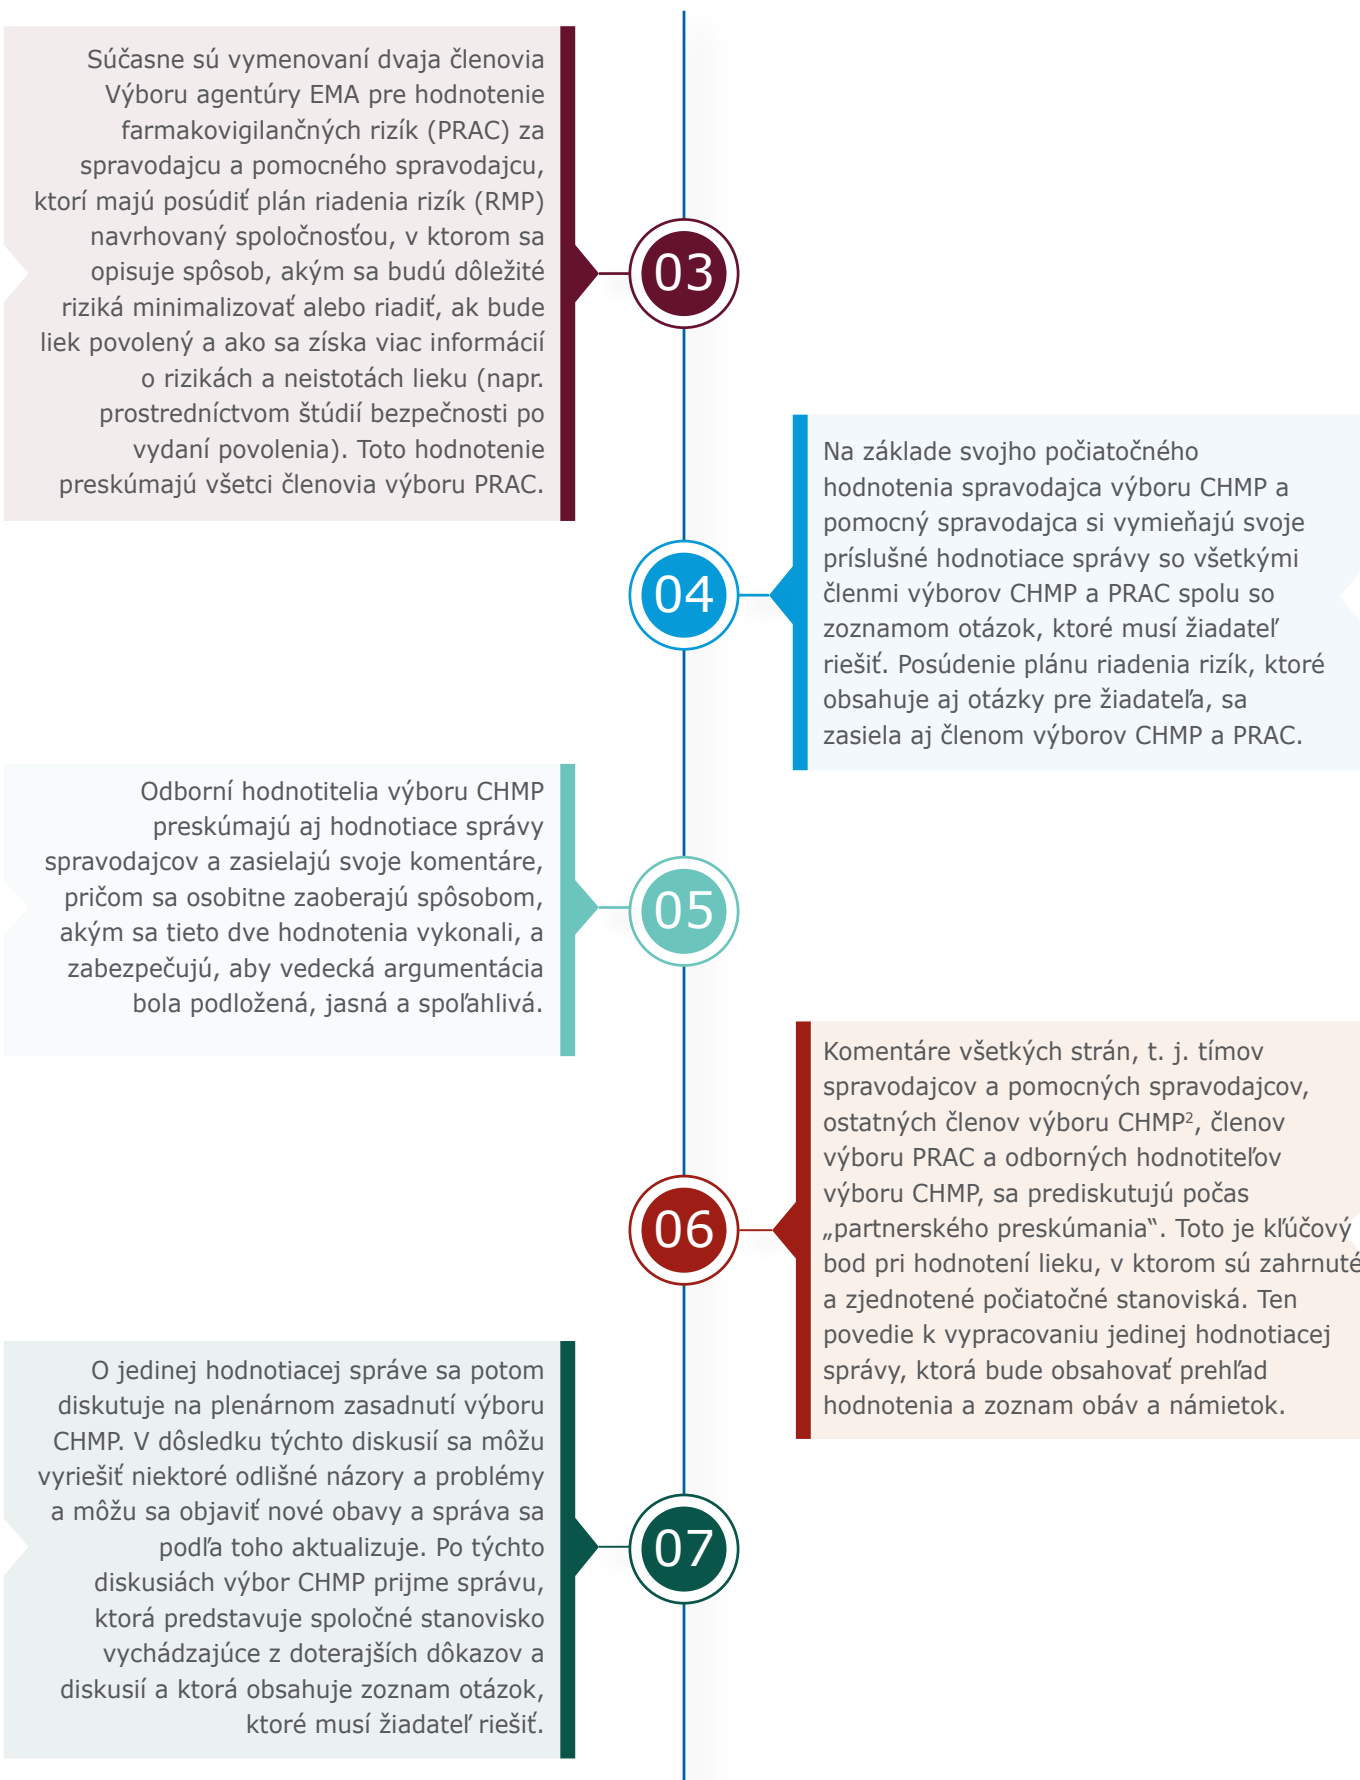 Súčasne sú vymenovaní dvaja členovia
Výboru agentúry EMA pre hodnotenie
farmakovigilančných rizík (PRAC) za
spravodajcu a pomocného spravodajcu,
ktorí majú posúdiť plán riadenia rizík (RMP)
navrhovaný spoločnosťou, v ktorom sa
opisuje spôsob, akým sa budú dôležité
riziká minimalizovať alebo riadiť, ak bude
liek povolený a ako sa získa viac informácií
o rizikách a neistotách lieku (napr.
prostredníctvom štúdií bezpečnosti po
vydaní povolenia). Toto hodnotenie
preskúmajú všetci členovia výboru PRAC.
03
Na základe svojho počiatočného
hodnotenia spravodajca výboru CHMP a
pomocný spravodajca si vymieňajú svoje
príslušné hodnotiace správy so všetkými
členmi výborov CHMP a PRAC spolu so
zoznamom otázok, ktoré musí žiadateľ
riešiť. Posúdenie plánu riadenia rizík, ktoré
obsahuje aj otázky pre žiadateľa, sa
zasiela aj členom výborov CHMP a PRAC.
04
Odborní hodnotitelia výboru CHMP
preskúmajú aj hodnotiace správy
spravodajcov a zasielajú svoje komentáre,
pričom sa osobitne zaoberajú spôsobom,
akým sa tieto dve hodnotenia vykonali, a
zabezpečujú, aby vedecká argumentácia
bola podložená, jasná a spoľahlivá.
05
Komentáre všetkých strán, t. j. tímov
spravodajcov a pomocných spravodajcov,
ostatných členov výboru CHMP², členov
výboru PRAC a odborných hodnotiteľov
výboru CHMP, sa prediskutujú počas
„partnerského preskúmania“. Toto je kľúčový
bod pri hodnotení lieku, v ktorom sú zahrnuté
a zjednotené počiatočné stanoviská. Ten
povedie k vypracovaniu jedinej hodnotiacej
správy, ktorá bude obsahovať prehľad
hodnotenia a zoznam obáv a námietok.
06
O jedinej hodnotiacej správe sa potom
diskutuje na plenárnom zasadnutí výboru
CHMP. V dôsledku týchto diskusií sa môžu
vyriešiť niektoré odlišné názory a problémy
a môžu sa objaviť nové obavy a správa sa
podľa toho aktualizuje. Po týchto
diskusiách výbor CHMP prijme správu,
ktorá predstavuje spoločné stanovisko
vychádzajúce z doterajších dôkazov a
diskusií a ktorá obsahuje zoznam otázok,
ktoré musí žiadateľ riešiť.
07